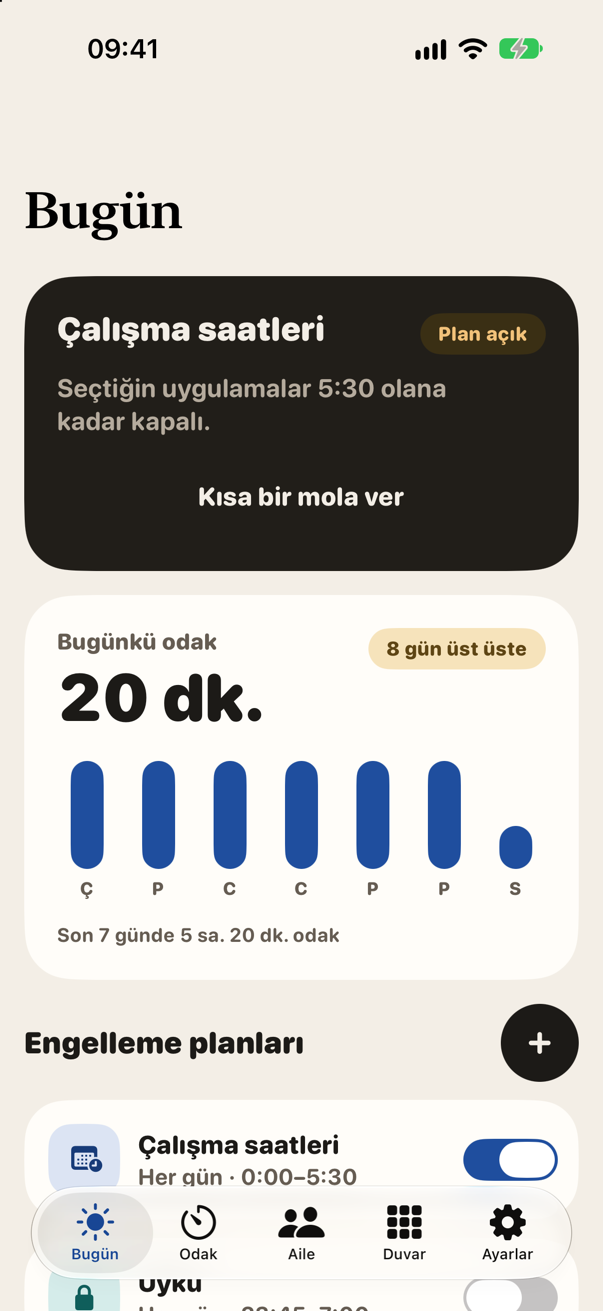 09:41
Bugün
Çalışma saatleri
Plan açık
Seçtiğin uygulamalar 5:30 olana
kadar kapalı.
Kısa bir mola ver
Bugünkü odak
8 gün üst üste
20 dk.
Ç P C C P P S
Son 7 günde 5 sa. 20 dk. odak
Engelleme planları
Çalışma saatleri
Her gün · 0:00–5:30
Bugün
Odak
Aile
Duvar
Ayarlar
Uyku